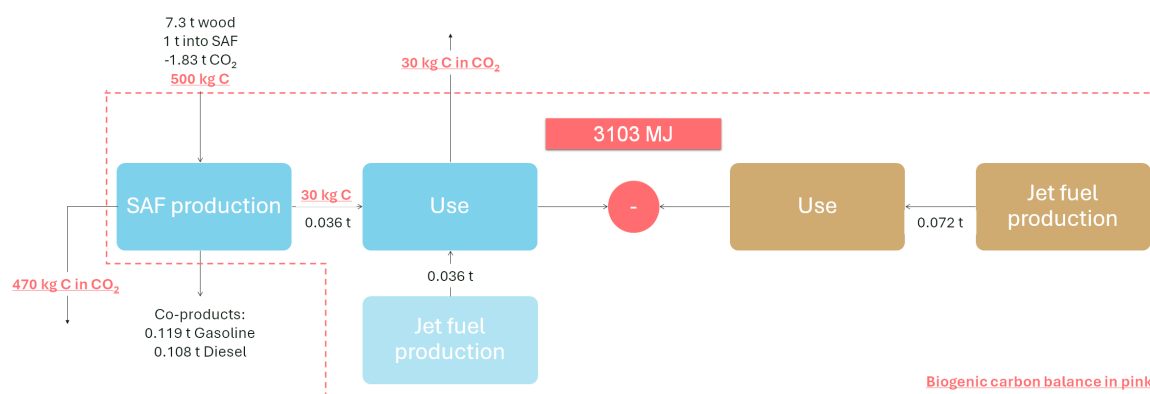 7.3 t wood
1 t into SAF
-1.83 t CO₂
500 kg C
30 kg C in CO₂
3103 MJ
SAF production
30 kg C
0.036 t
Use
-
Use
0.072 t
Jet fuel
production
470 kg C in CO₂
0.036 t
Co-products:
0.119 t Gasoline
0.108 t Diesel
Jet fuel
production
Biogenic carbon balance in pink